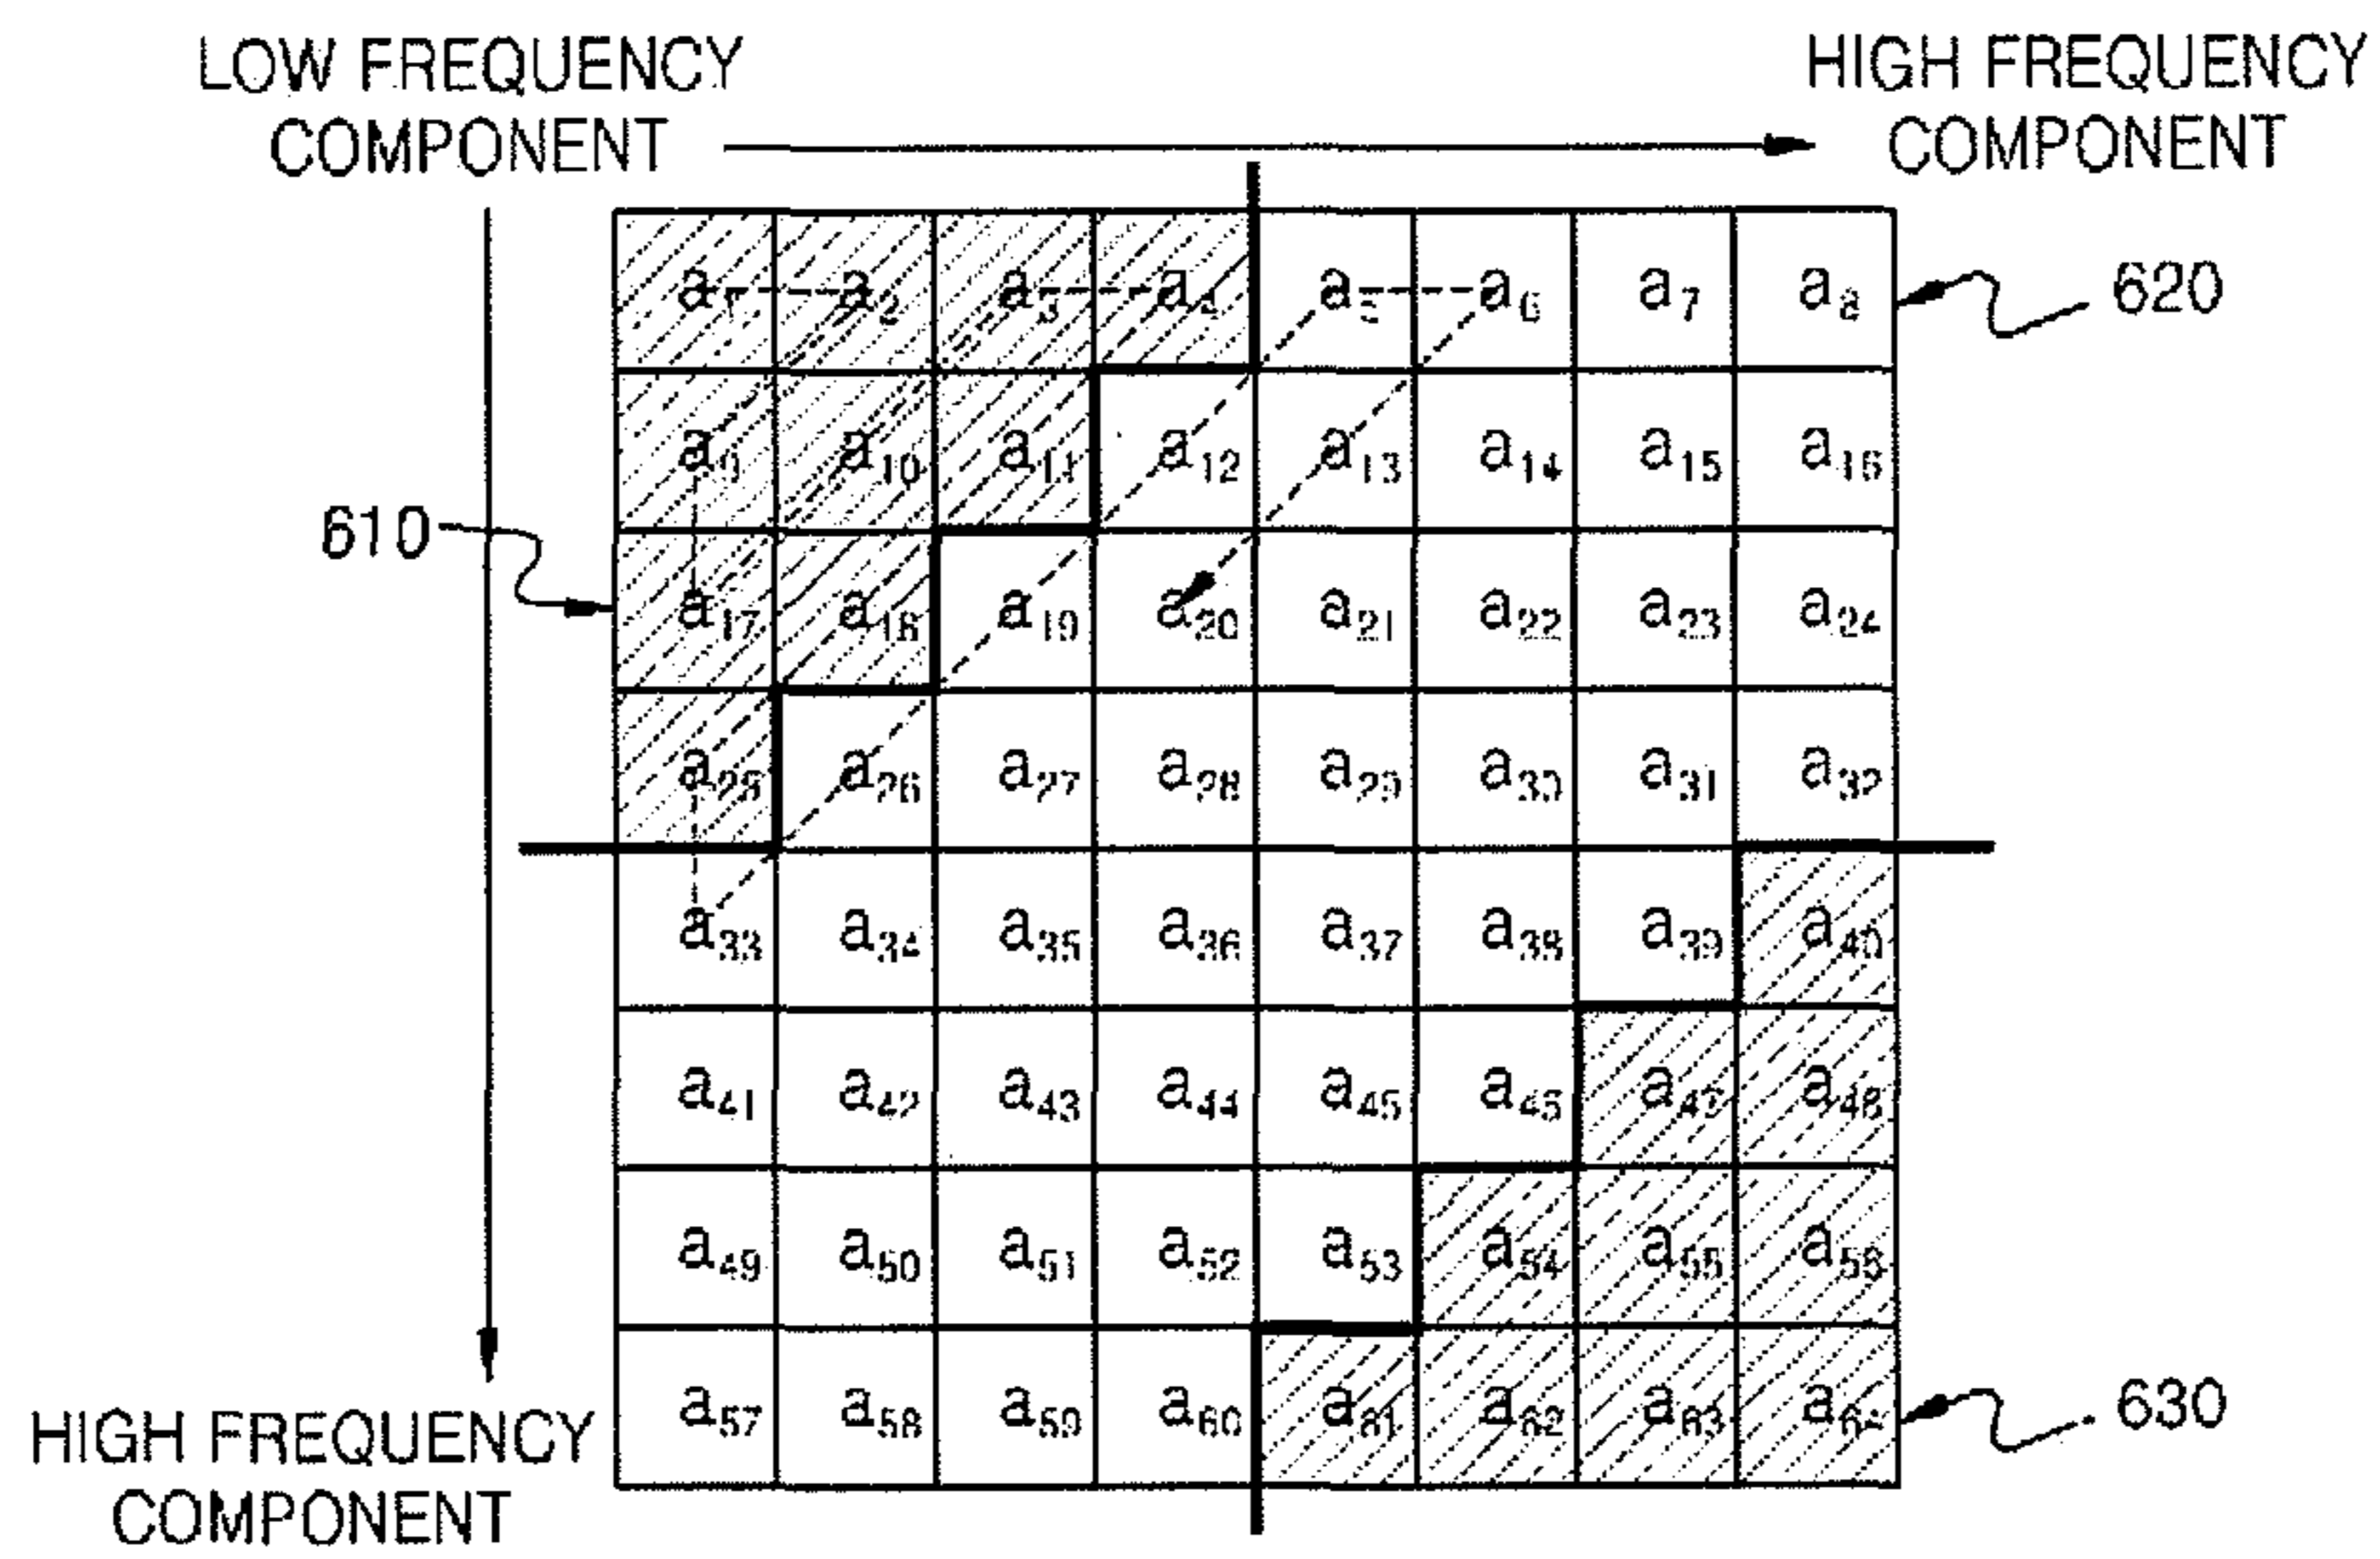 LOW FREQUENCY
COMPONENT
HIGH FREQUENCY
COMPONENT
a1 a2 a3 a4 a5 a6 a7 a8
620
a9 a10 a11 a12 a13 a14 a15 a16
610
a17 a18 a19 a20 a21 a22 a23 a24
a25 a26 a27 a28 a29 a30 a31 a32
a33 a34 a35 a36 a37 a38 a39 a40
a41 a42 a43 a44 a45 a46 a47 a48
a49 a50 a51 a52 a53 a54 a55 a56
a57 a58 a59 a60 a61 a62 a63 a64
630
HIGH FREQUENCY
COMPONENT